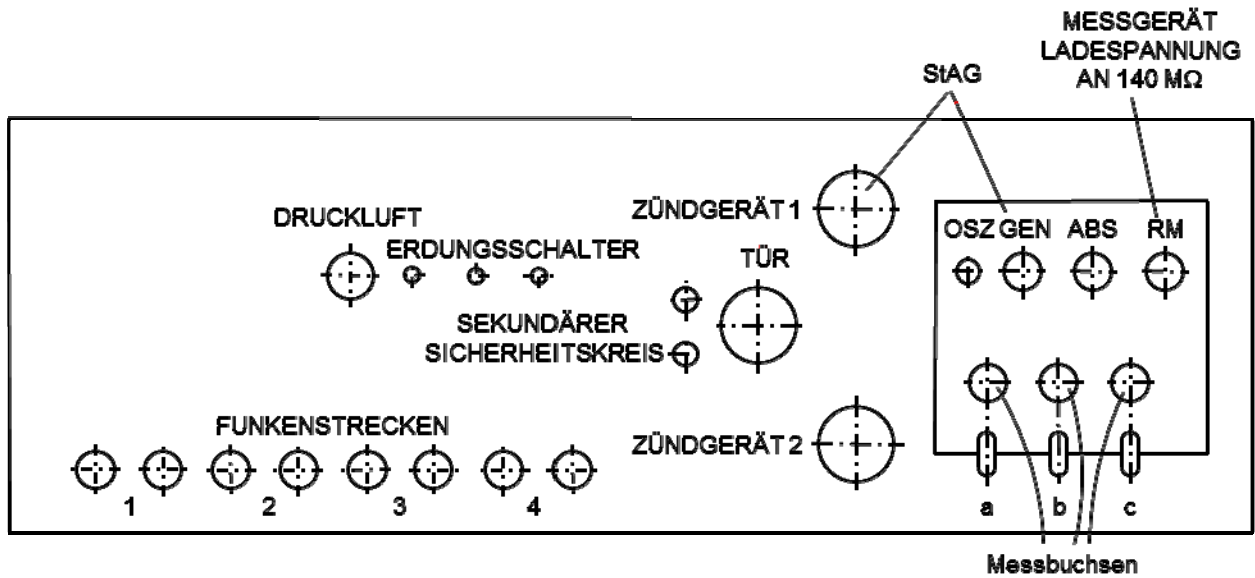 MESSGERÄT
LADESPANNUNG
AN 140 MΩ
StAG
DRUCKLUFT
ERDUNGSSCHALTER
ZÜNDGERÄT 1
TÜR
OSZ GEN ABS RM
SEKUNDÄRER
SICHERHEITSKREIS
FUNKENSTRECKEN
ZÜNDGERÄT 2
1 2 3 4
a b c
Messbuchsen